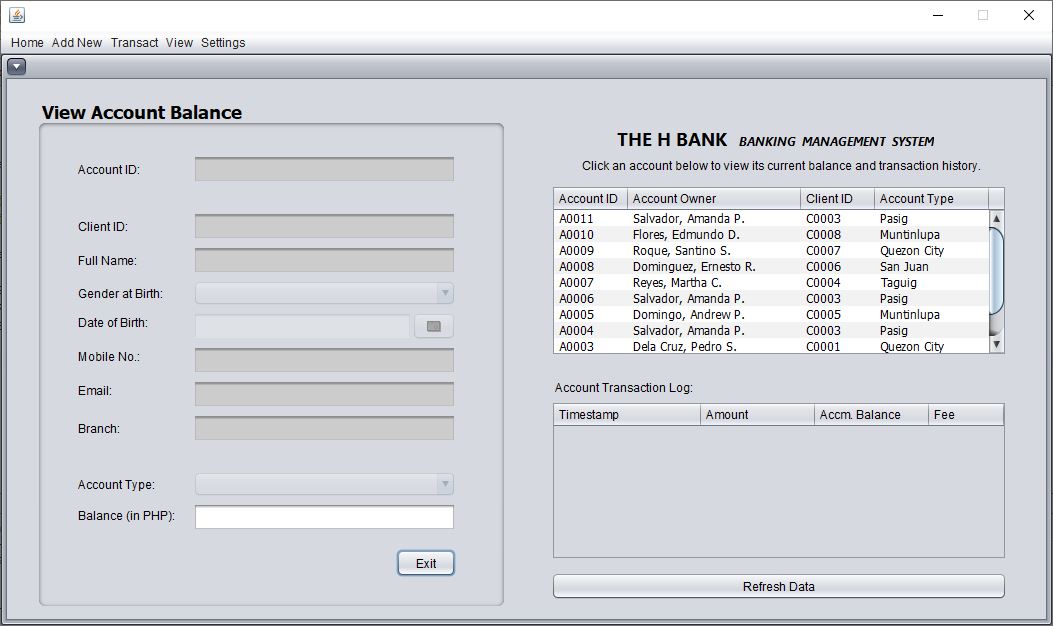 Home Add New Transact View Settings
View Account Balance
Account ID:
Client ID:
Full Name:
Gender at Birth:
Date of Birth:
Mobile No.:
Email:
Branch:
Account Type:
Balance (in PHP):
Exit
THE H BANK BANKING MANAGEMENT SYSTEM
Click an account below to view its current balance and transaction history.
Account ID Account Owner Client ID Account Type
A0011 Salvador, Amanda P. C0003 Pasig
A0010 Flores, Edmundo D. C0008 Muntinlupa
A0009 Roque, Santino S. C0007 Quezon City
A0008 Dominguez, Ernesto R. C0006 San Juan
A0007 Reyes, Martha C. C0004 Taguig
A0006 Salvador, Amanda P. C0003 Pasig
A0005 Domingo, Andrew P. C0005 Muntinlupa
A0004 Salvador, Amanda P. C0003 Pasig
A0003 Dela Cruz, Pedro S. C0001 Quezon City
Account Transaction Log:
Timestamp Amount Accm. Balance Fee
Refresh Data